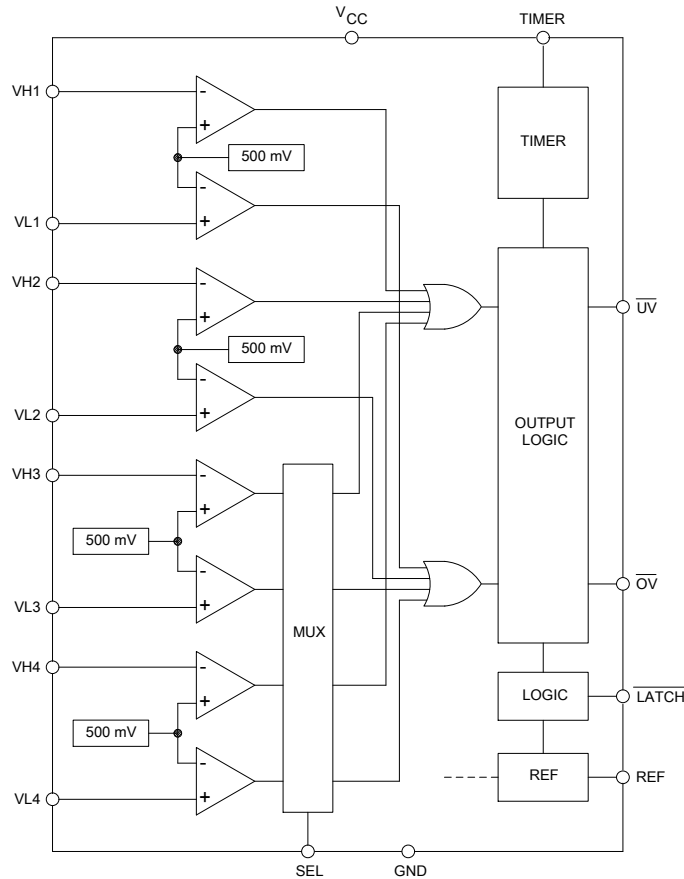 VCC
TIMER
VH1
-
+
500 mV
TIMER
-
VL1
+
VH2
-
+
UV
500 mV
-
VL2
+
OUTPUT
LOGIC
VH3
-
+
500 mV
-
OV
VL3
+
MUX
VH4
-
LOGIC
LATCH
+
500 mV
-
REF
REF
VL4
+
SEL
GND